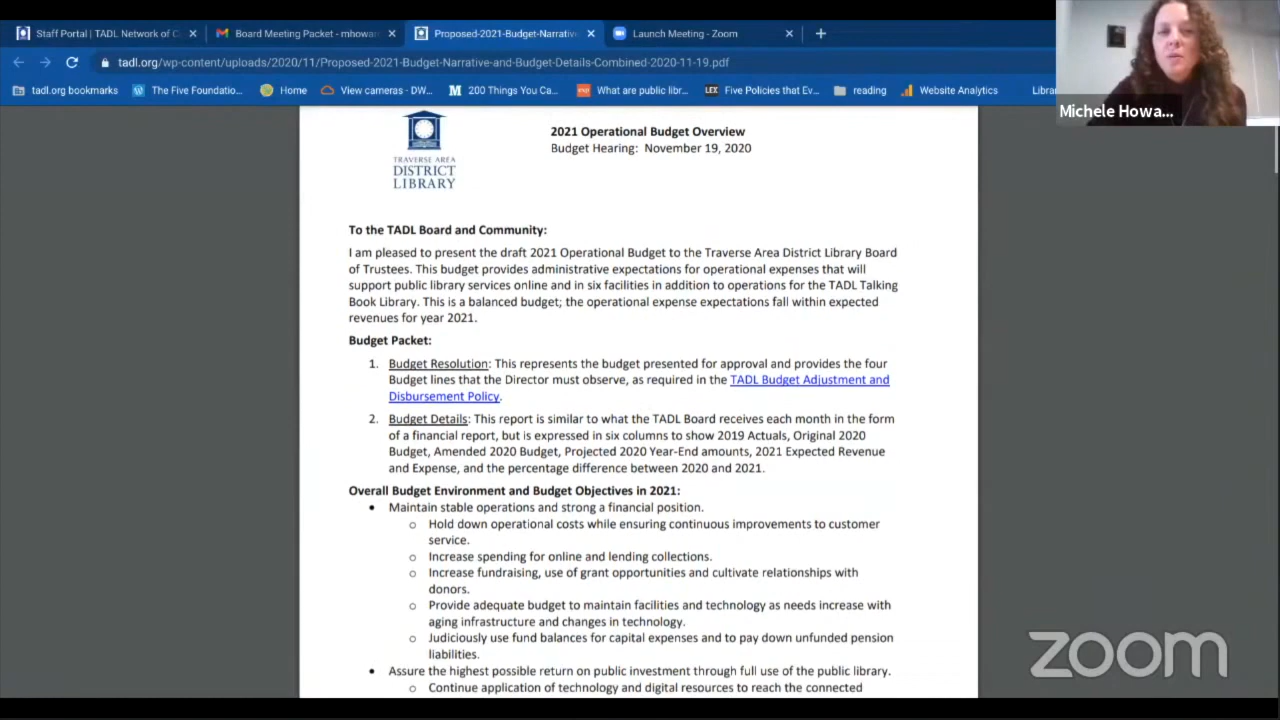 Staff Portal | TADL Network of C
Board Meeting Packet - mhowar
Proposed-2021-Budget-Narrativ
Launch Meeting - Zoom
tadl.org/wp-content/uploads/2020/11/Proposed-2021-Budget-Narrative-and-Budget-Details-Combined-2020-11-19.pdf
tadl.org bookmarks
The Five Foundatio...
Home
View cameras - DW...
200 Things You Ca...
What are public libr...
LEX
Five Policies that Ev...
reading
Website Analytics
Librar
Michele Howa...
TRAVERSE AREA
DISTRICT
LIBRARY
2021 Operational Budget Overview
Budget Hearing: November 19, 2020
To the TADL Board and Community:
I am pleased to present the draft 2021 Operational Budget to the Traverse Area District Library Board
of Trustees. This budget provides administrative expectations for operational expenses that will
support public library services online and in six facilities in addition to operations for the TADL Talking
Book Library. This is a balanced budget; the operational expense expectations fall within expected
revenues for year 2021.
Budget Packet:
1. Budget Resolution: This represents the budget presented for approval and provides the four
Budget lines that the Director must observe, as required in the TADL Budget Adjustment and
Disbursement Policy.
2. Budget Details: This report is similar to what the TADL Board receives each month in the form
of a financial report, but is expressed in six columns to show 2019 Actuals, Original 2020
Budget, Amended 2020 Budget, Projected 2020 Year-End amounts, 2021 Expected Revenue
and Expense, and the percentage difference between 2020 and 2021.
Overall Budget Environment and Budget Objectives in 2021:
• Maintain stable operations and strong a financial position.
o Hold down operational costs while ensuring continuous improvements to customer
service.
o Increase spending for online and lending collections.
o Increase fundraising, use of grant opportunities and cultivate relationships with
donors.
o Provide adequate budget to maintain facilities and technology as needs increase with
aging infrastructure and changes in technology.
o Judiciously use fund balances for capital expenses and to pay down unfunded pension
liabilities.
• Assure the highest possible return on public investment through full use of the public library.
o Continue application of technology and digital resources to reach the connected
zoom